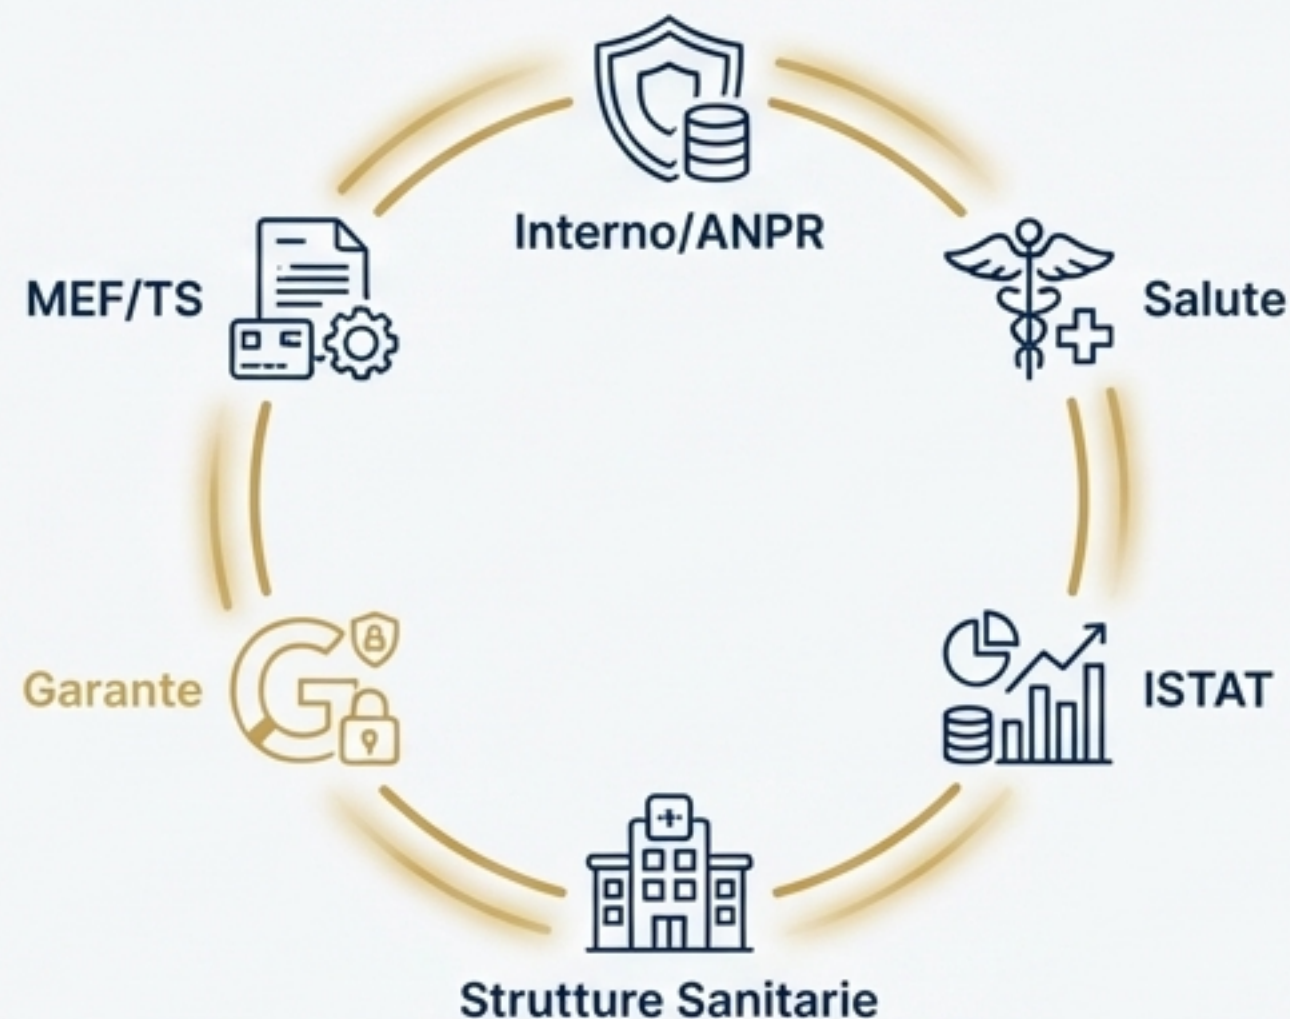 Interno/ANPR
MEF/TS
Salute
Garante
ISTAT
Strutture Sanitarie